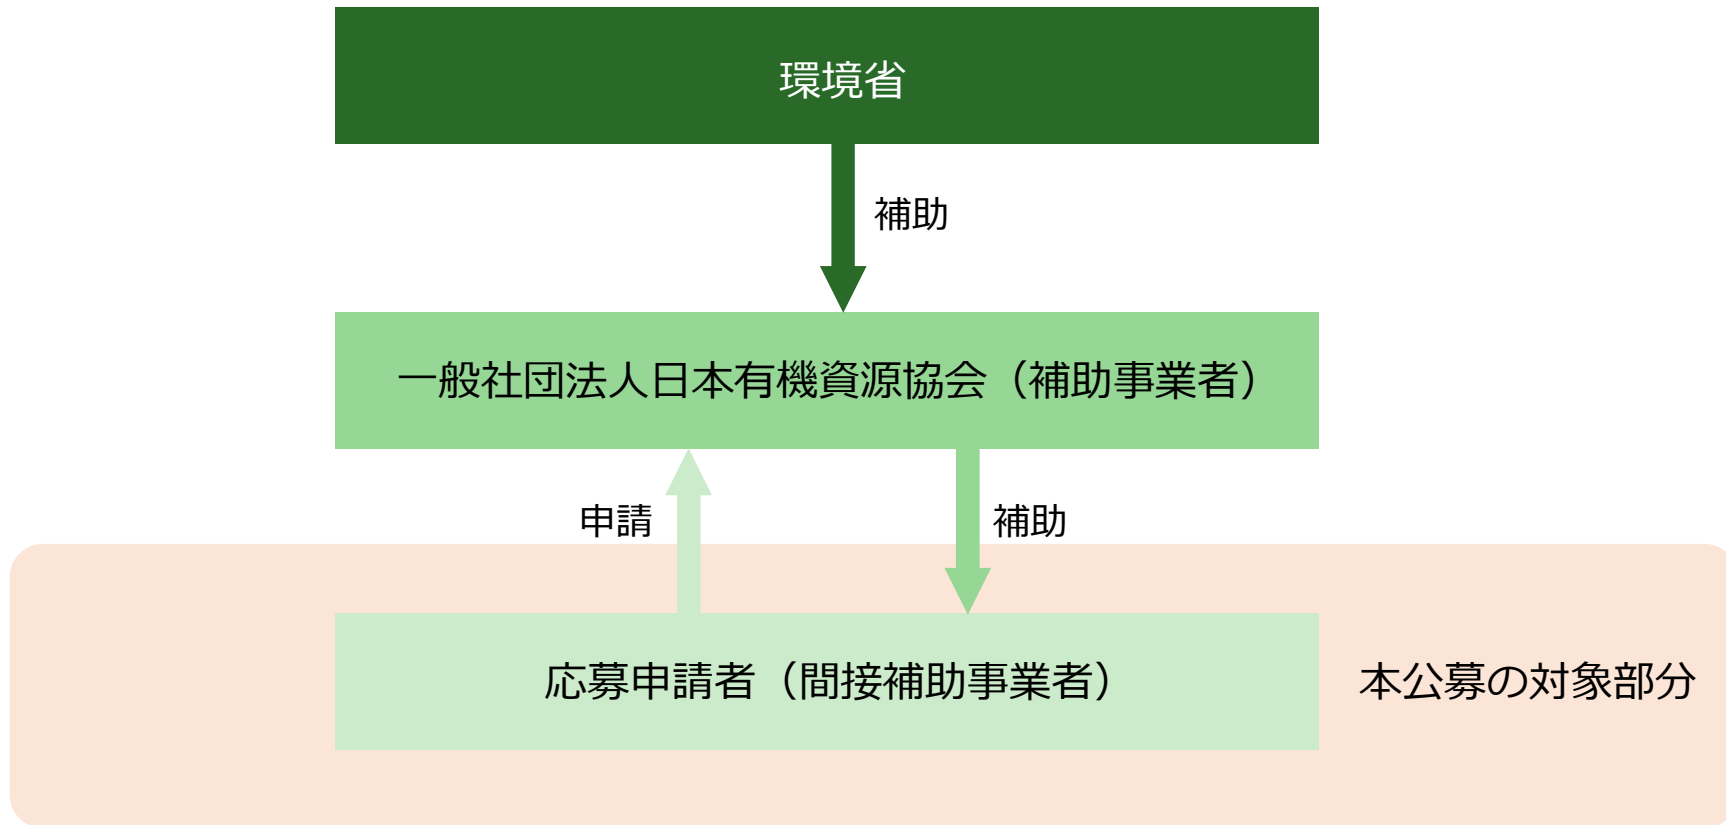 環境省
補助
一般社団法人日本有機資源協会（補助事業者）
申請
補助
応募申請者（間接補助事業者）
本公募の対象部分